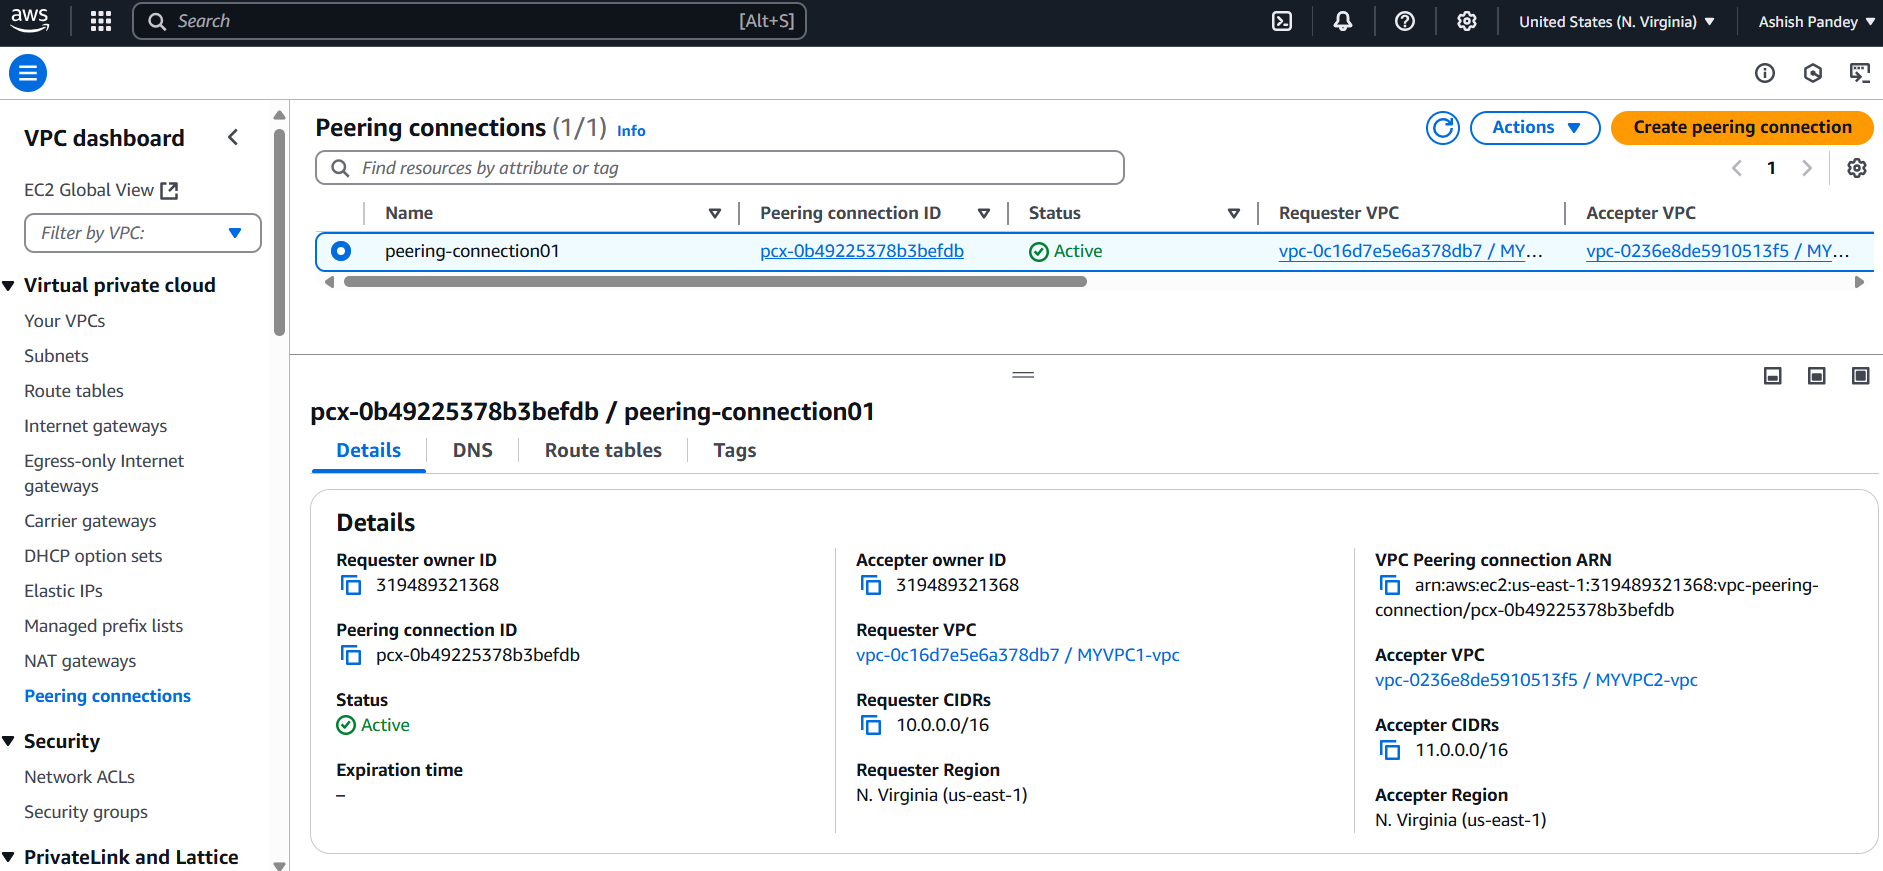 aws
Search [Alt+S]
United States (N. Virginia)
Ashish Pandey
VPC dashboard
EC2 Global View
Filter by VPC:
Virtual private cloud
Your VPCs
Subnets
Route tables
Internet gateways
Egress-only Internet
gateways
Carrier gateways
DHCP option sets
Elastic IPs
Managed prefix lists
NAT gateways
Peering connections
Security
Network ACLs
Security groups
PrivateLink and Lattice
Peering connections (1/1) Info
Actions
Create peering connection
Find resources by attribute or tag
1
Name Peering connection ID Status Requester VPC Accepter VPC
peering-connection01 pcx-0b49225378b3befdb Active vpc-0c16d7e5e6a378db7 / MY... vpc-0236e8de5910513f5 / MY...
pcx-0b49225378b3befdb / peering-connection01
Details DNS Route tables Tags
Details
Requester owner ID
319489321368
Peering connection ID
pcx-0b49225378b3befdb
Status
Active
Expiration time
–
Accepter owner ID
319489321368
Requester VPC
vpc-0c16d7e5e6a378db7 / MYVPC1-vpc
Requester CIDRs
10.0.0.0/16
Requester Region
N. Virginia (us-east-1)
VPC Peering connection ARN
arn:aws:ec2:us-east-1:319489321368:vpc-peering-
connection/pcx-0b49225378b3befdb
Accepter VPC
vpc-0236e8de5910513f5 / MYVPC2-vpc
Accepter CIDRs
11.0.0.0/16
Accepter Region
N. Virginia (us-east-1)